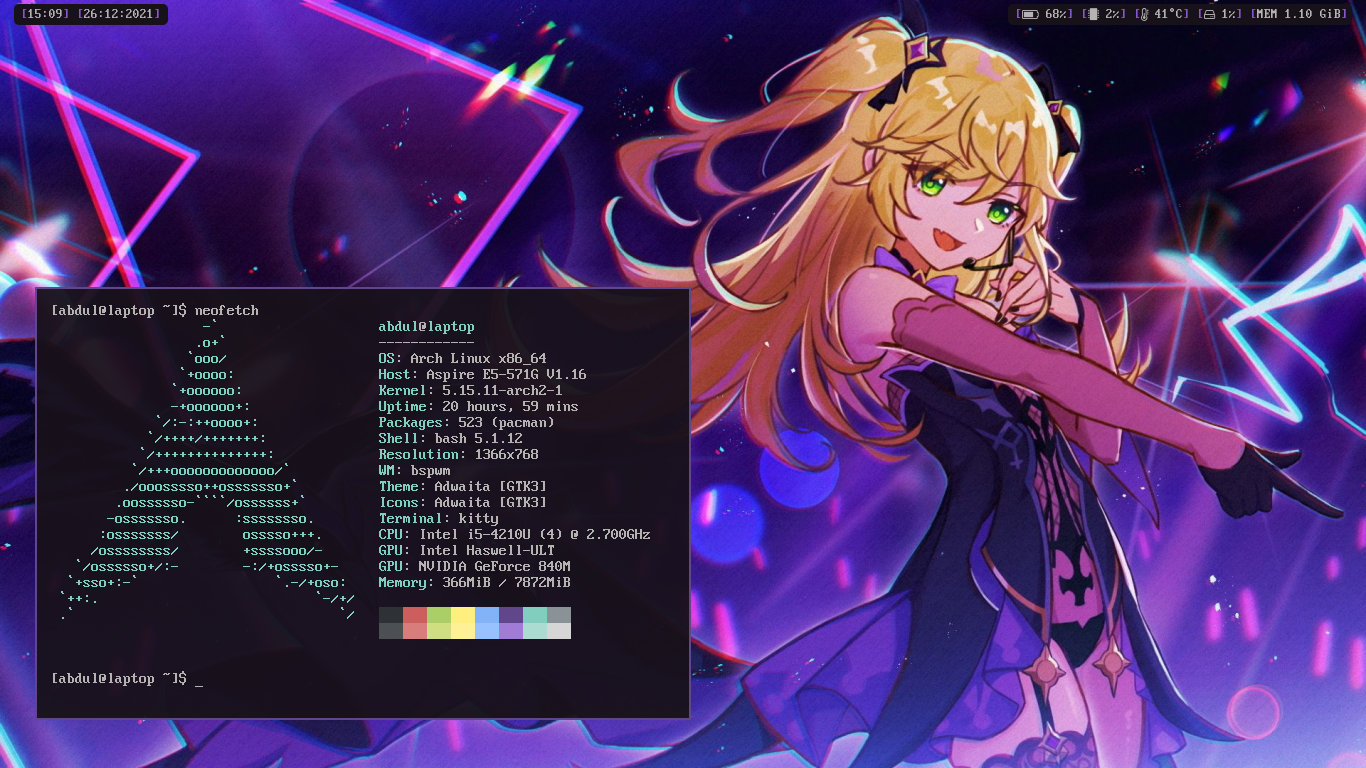 [15:09] [26:12:2021]
[68%] [2%] [41°C] [1%] [MEM 1.10 GiB]
[abdul@laptop ~]$ neofetch
-`
.o+`
`ooo/
`+oooo:
`+oooooo:
-+oooooo+:
`/:-:++oooo+:
`/++++/+++++++:
`/++++++++++++++:
`/+++ooooooooooooo/`
./ooosssso++osssssso+`
.oossssso-````/ossssss+`
-osssssso.      :ssssssso.
:osssssss/        osssso+++.
/ossssssss/        +ssssooo/-
`/ossssso+/:-        -:/+osssso+-
`+sso+:-`                 `.-/+oso:
`++:.                           `-/+/
.`                                 `/
abdul@laptop
------------
OS: Arch Linux x86_64
Host: Aspire E5-571G V1.16
Kernel: 5.15.11-arch2-1
Uptime: 20 hours, 59 mins
Packages: 523 (pacman)
Shell: bash 5.1.12
Resolution: 1366x768
WM: bspwm
Theme: Adwaita [GTK3]
Icons: Adwaita [GTK3]
Terminal: kitty
CPU: Intel i5-4210U (4) @ 2.700GHz
GPU: Intel Haswell-ULT
GPU: NVIDIA GeForce 840M
Memory: 366MiB / 7872MiB
[abdul@laptop ~]$ _